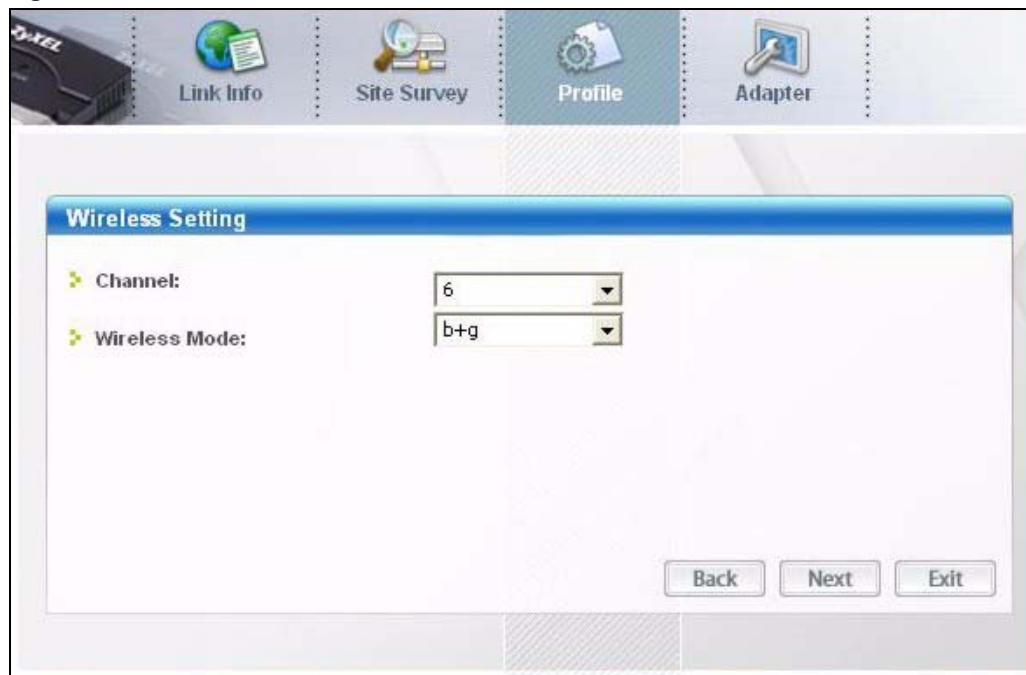 ZyXEL
Link Info
Site Survey
Profile
Adapter
Wireless Setting
Channel:
6
Wireless Mode:
b+g
Back
Next
Exit